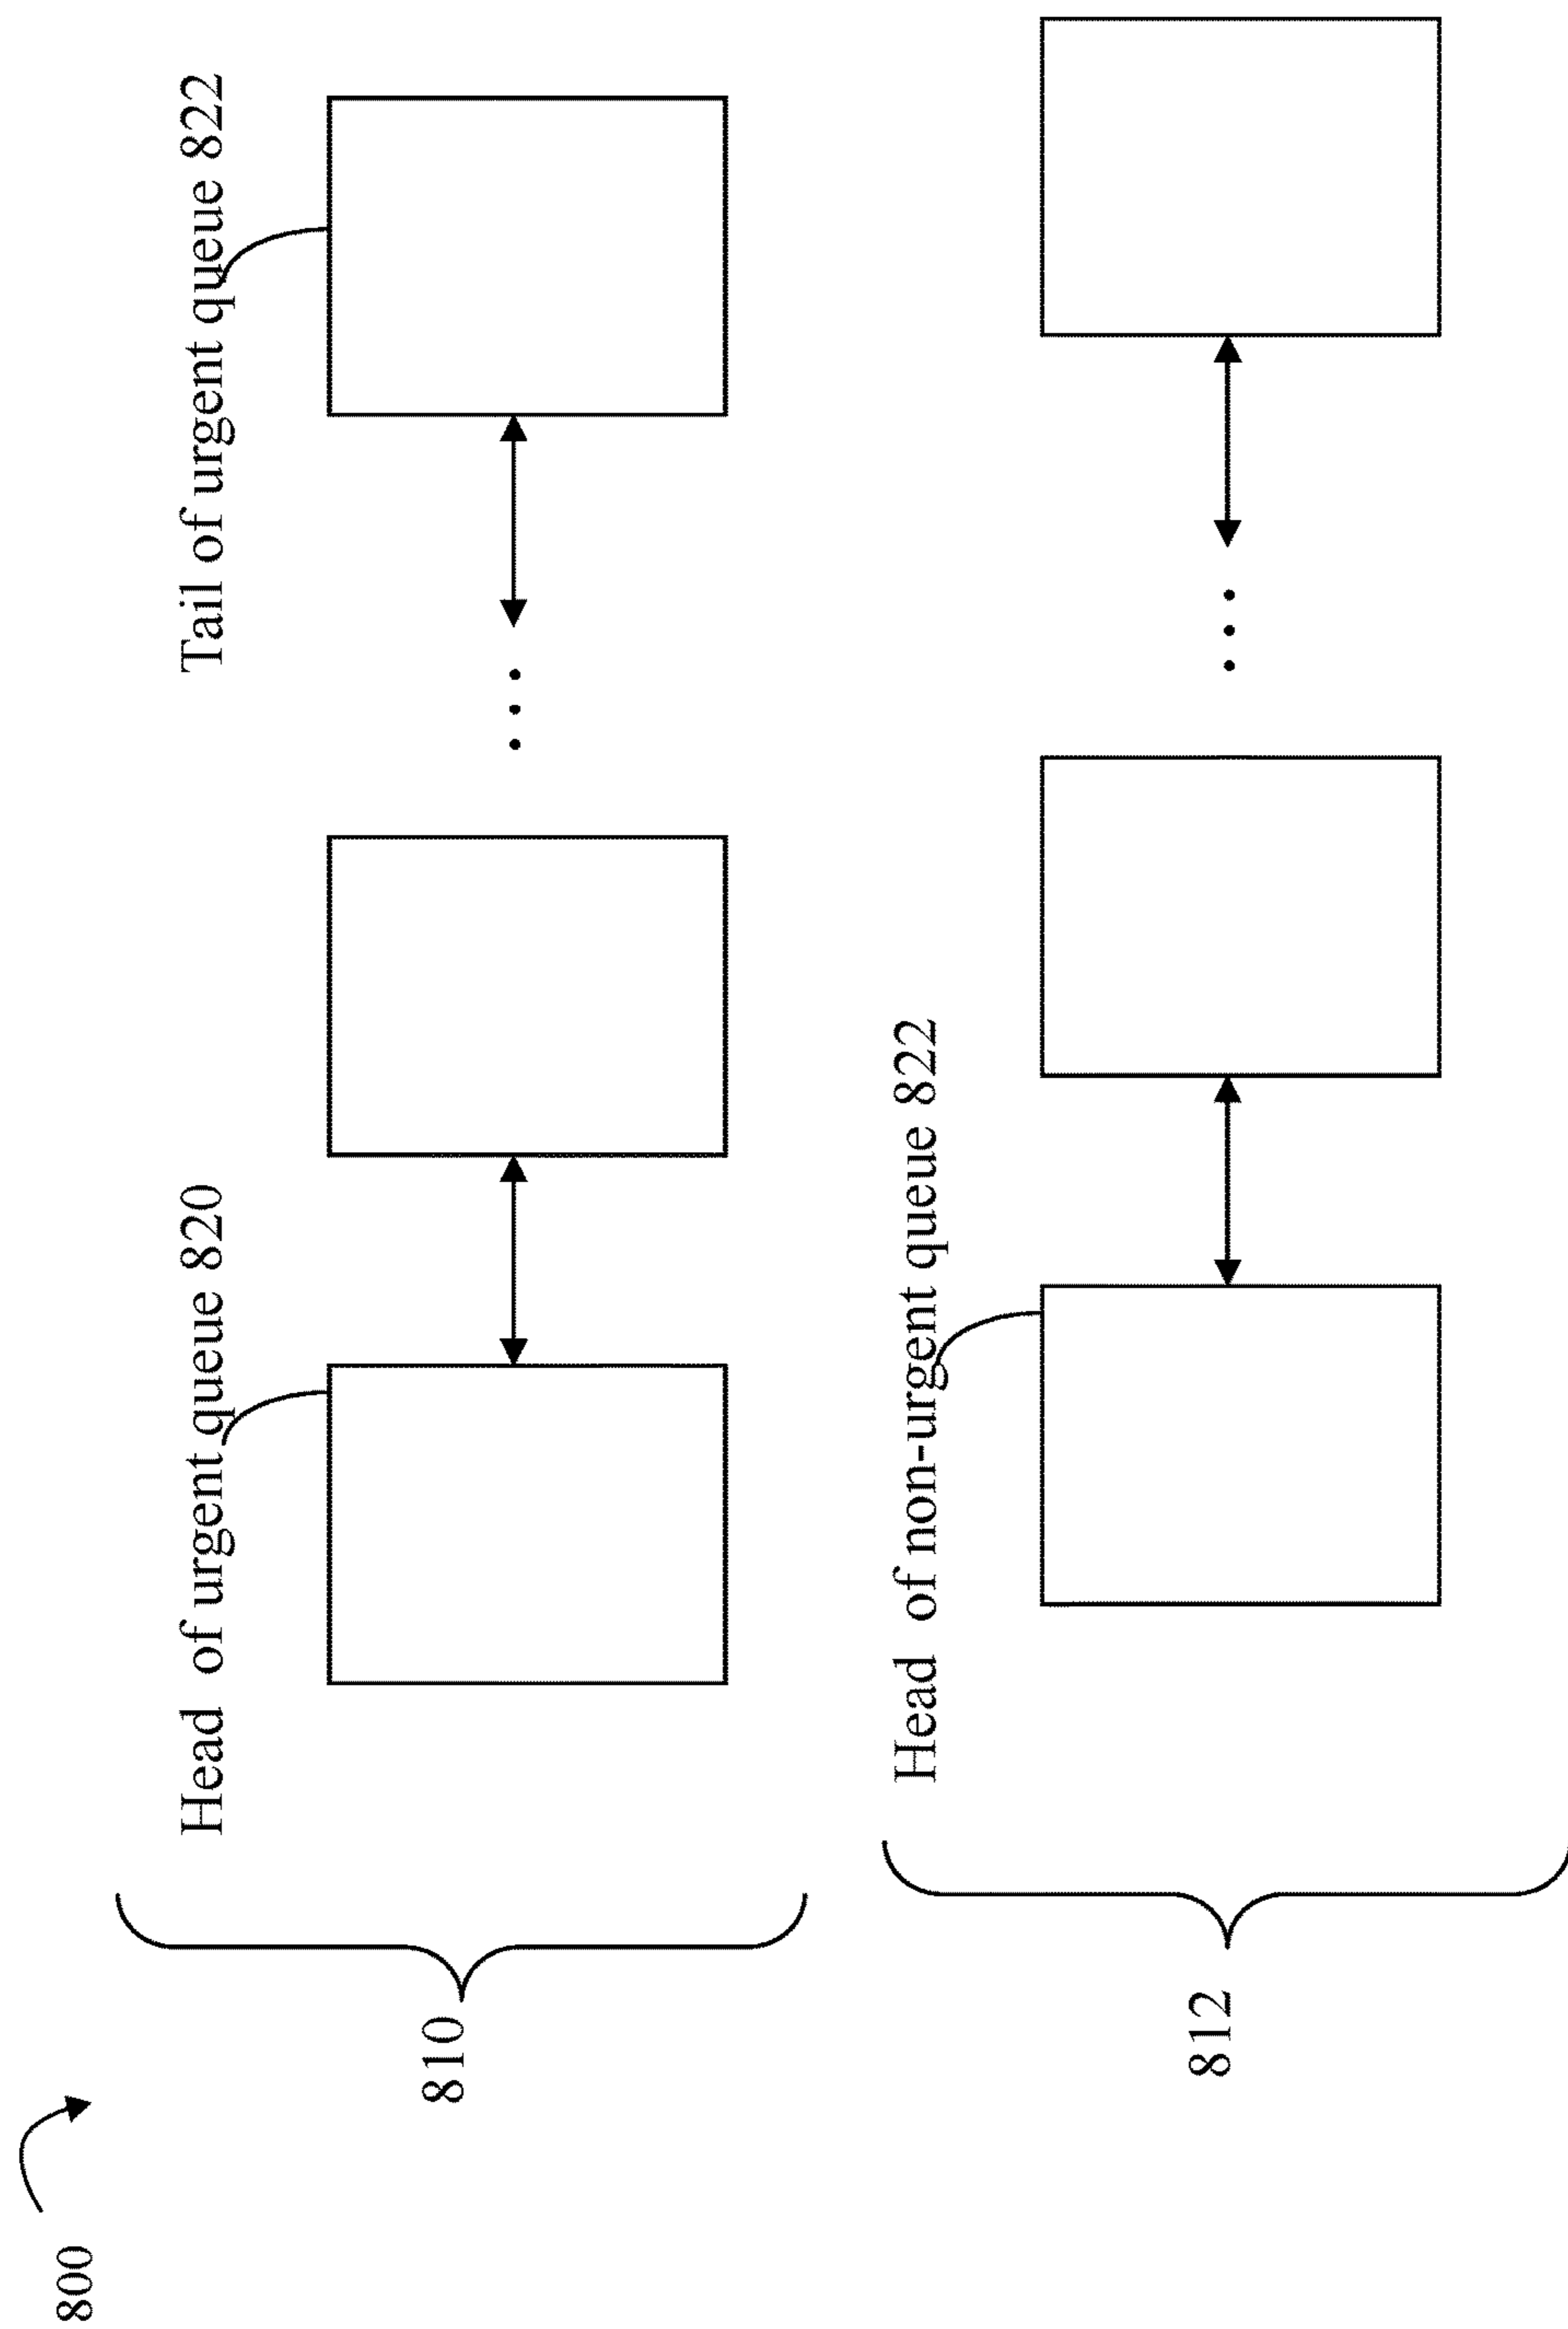 800
810
Head of urgent queue 820
Tail of urgent queue 822
812
Head of non-urgent queue 822